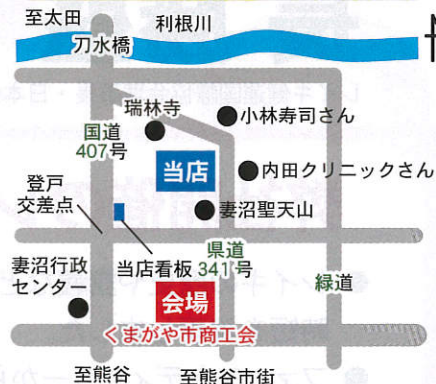 至太田
利根川
刀水橋
瑞林寺
小林寿司さん
国道
407号
当店
内田クリニックさん
登戸
交差点
妻沼聖天山
当店看板
県道
341号
妻沼行政
センター
会場
緑道
くまがや市商工会
至熊谷
至熊谷市街